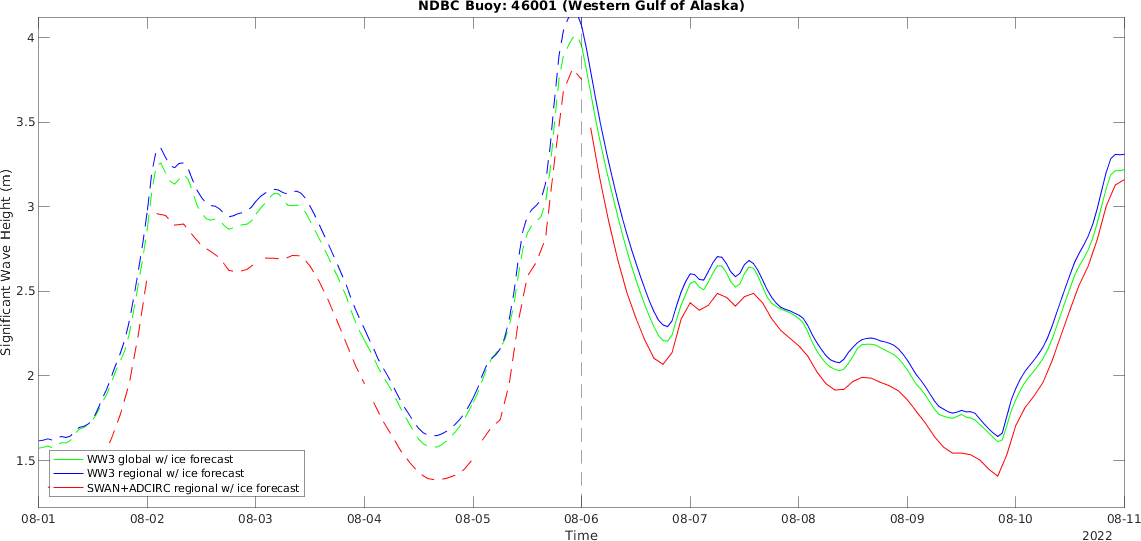 NDBC Buoy: 46001 (Western Gulf of Alaska)
Significant Wave Height (m)
4
3.5
3
2.5
2
1.5
WW3 global w/ ice forecast
WW3 regional w/ ice forecast
SWAN+ADCIRC regional w/ ice forecast
08-01 08-02 08-03 08-04 08-05 08-06 08-07 08-08 08-09 08-10 08-11
Time
2022